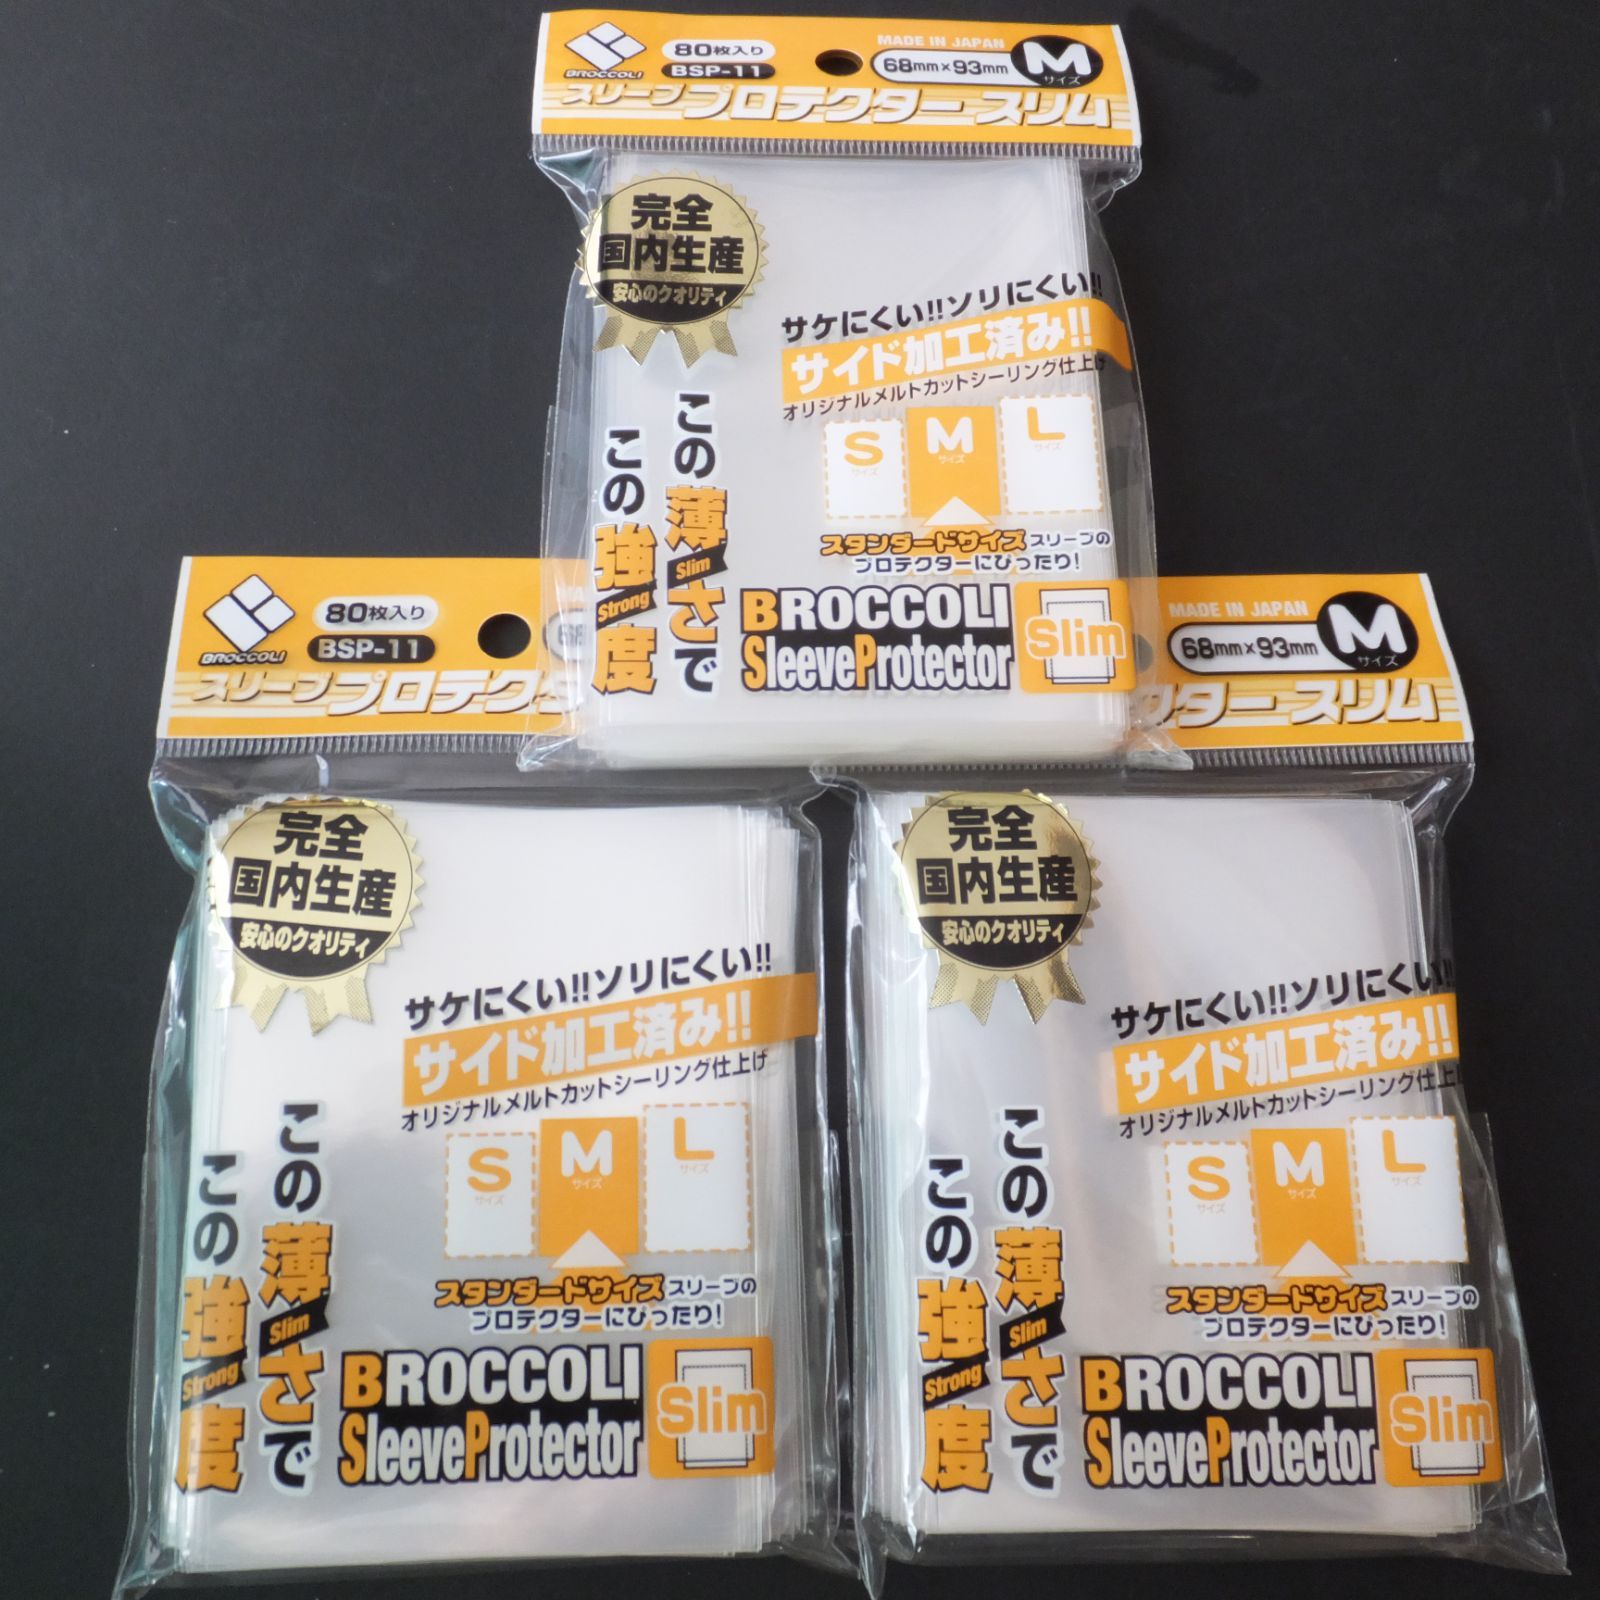 BROCCOLI
80枚入り
BSP-11
MADE IN JAPAN
68mm×93mm
M
サイズ
スリーブプロテクター スリム
完全
国内生産
安心のクオリティ
サケにくい!!ソリにくい!!
サイド加工済み!!
オリジナルメルトカットシーリング仕上げ
S
サイズ
M
サイズ
L
サイズ
この薄さで
Slim
この強度
Strong
スタンダードサイズスリーブの
プロテクターにぴったり!
BROCCOLI
SleeveProtector
Slim
BROCCOLI
80枚入り
BSP-11
スリーブプロテクタ
完全
国内生産
安心のクオリティ
サケにくい!!ソリにくい!!
サイド加工済み!!
オリジナルメルトカットシーリング仕上げ
S
サイズ
M
サイズ
L
サイズ
この薄さで
Slim
この強度
Strong
スタンダードサイズスリーブの
プロテクターにぴったり!
BROCCOLI
SleeveProtector
Slim
MADE IN JAPAN
68mm×93mm
M
サイズ
クター スリム
完全
国内生産
安心のクオリティ
サケにくい!!ソリにくい!!
サイド加工済み!!
オリジナルメルトカットシーリング仕上
S
サイズ
M
サイズ
L
サイズ
この薄さで
Slim
この強度
Strong
スタンダードサイズスリーブの
プロテクターにぴったり!
BROCCOLI
SleeveProtector
Slim